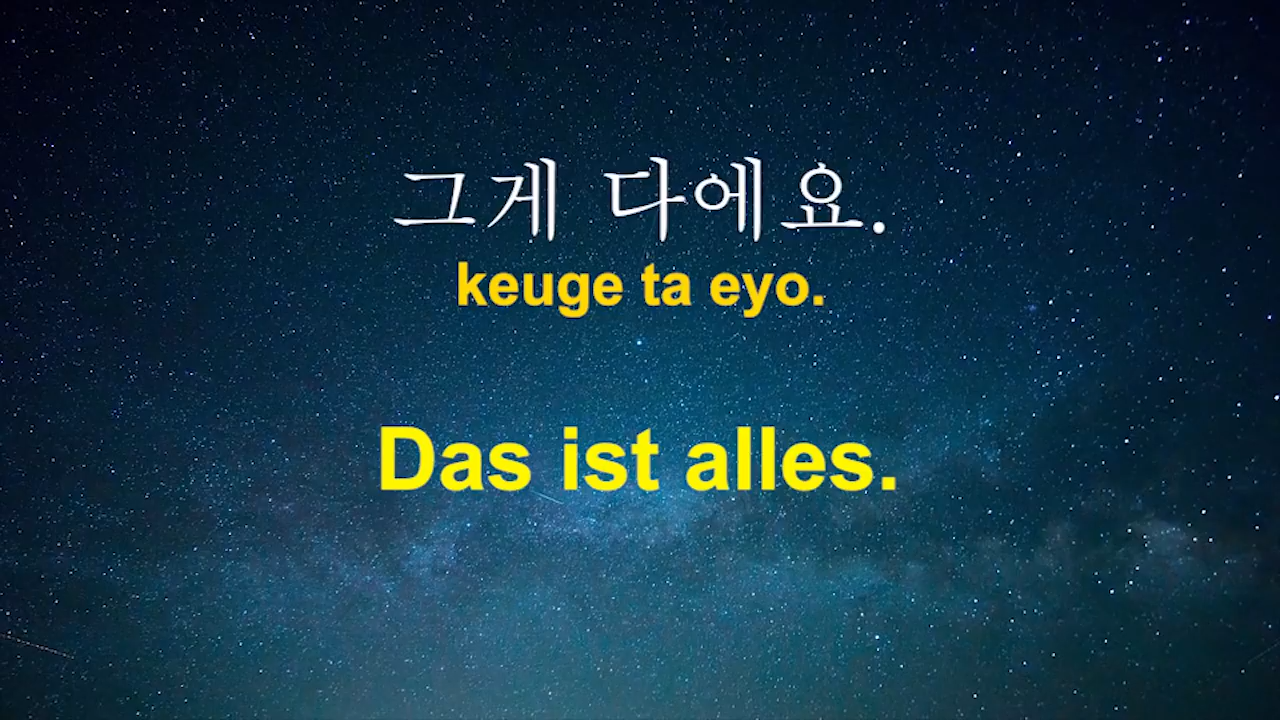 그게 다에요.
keuge ta eyo.
Das ist alles.